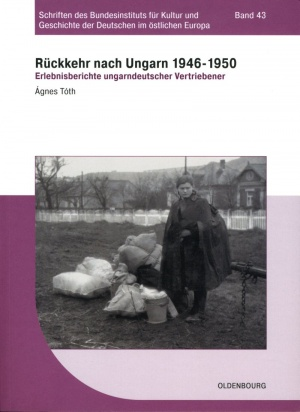 Schriften des Bundesinstituts für Kultur und
Geschichte der Deutschen im östlichen Europa
Band 43
Rückkehr nach Ungarn 1946-1950
Erlebnisberichte ungarndeutscher Vertriebener
Ágnes Tóth
OLDENBOURG